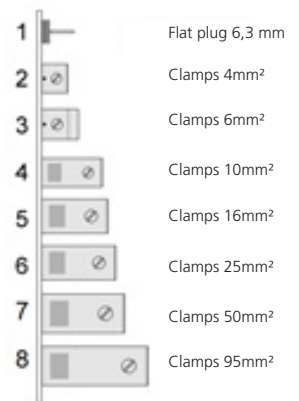 1 Flat plug 6,3 mm
2 Clamps 4mm²
3 Clamps 6mm²
4 Clamps 10mm²
5 Clamps 16mm²
6 Clamps 25mm²
7 Clamps 50mm²
8 Clamps 95mm²